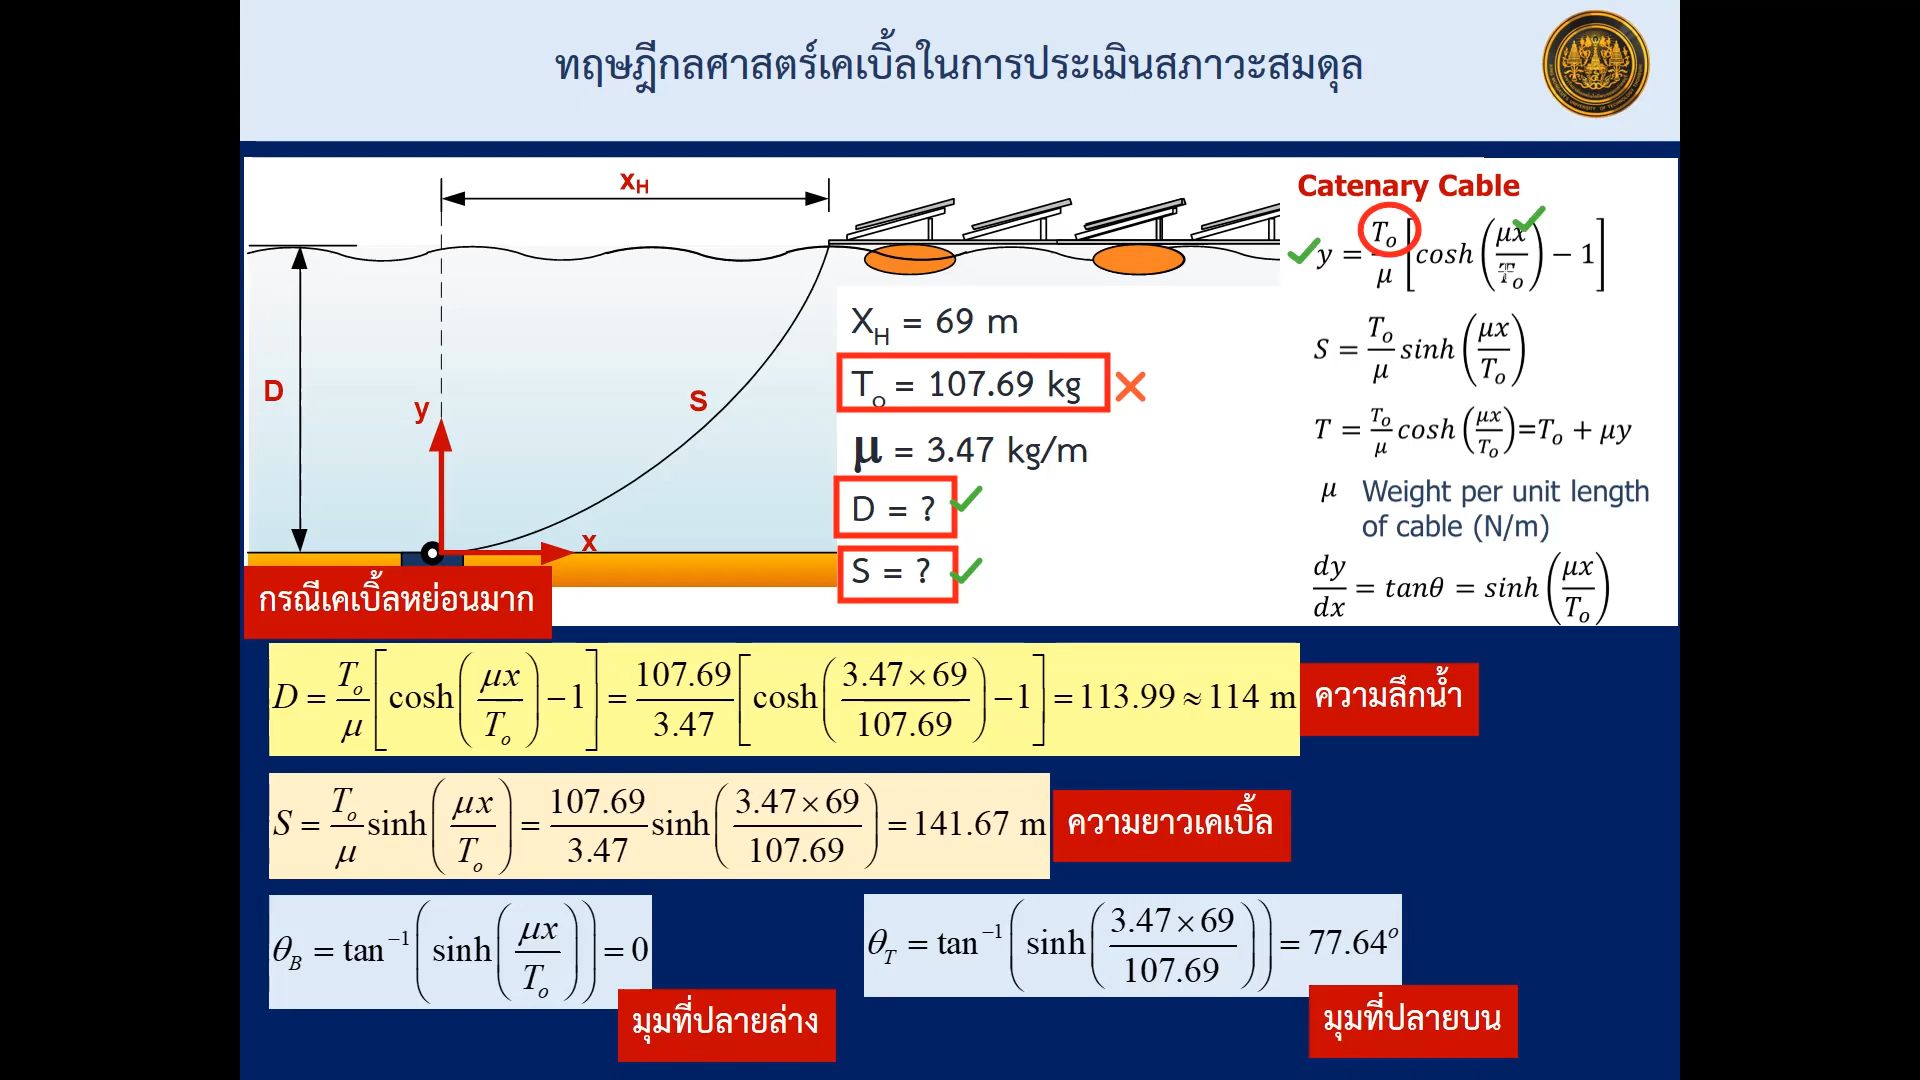 ทฤษฎีกลศาสตร์เคเบิ้ลในการประเมินสภาวะสมดุล
xH
D
y
S
x
กรณีเคเบิ้ลหย่อนมาก
XH = 69 m
To = 107.69 kg
μ = 3.47 kg/m
D = ?
S = ?
Catenary Cable
y = To/μ [cosh(μx/To) − 1]
S = To/μ sinh(μx/To)
T = To/μ cosh(μx/To)=To + μy
μ Weight per unit length
of cable (N/m)
dy/dx = tanθ = sinh(μx/To)
D = To/μ [cosh(μx/To) − 1] = 107.69/3.47 [cosh(3.47×69/107.69) − 1] = 113.99 ≈ 114 m
ความลึกน้ำ
S = To/μ sinh(μx/To) = 107.69/3.47 sinh(3.47×69/107.69) = 141.67 m
ความยาวเคเบิ้ล
θB = tan⁻¹(sinh(μx/To)) = 0
มุมที่ปลายล่าง
θT = tan⁻¹(sinh(3.47×69/107.69)) = 77.64°
มุมที่ปลายบน